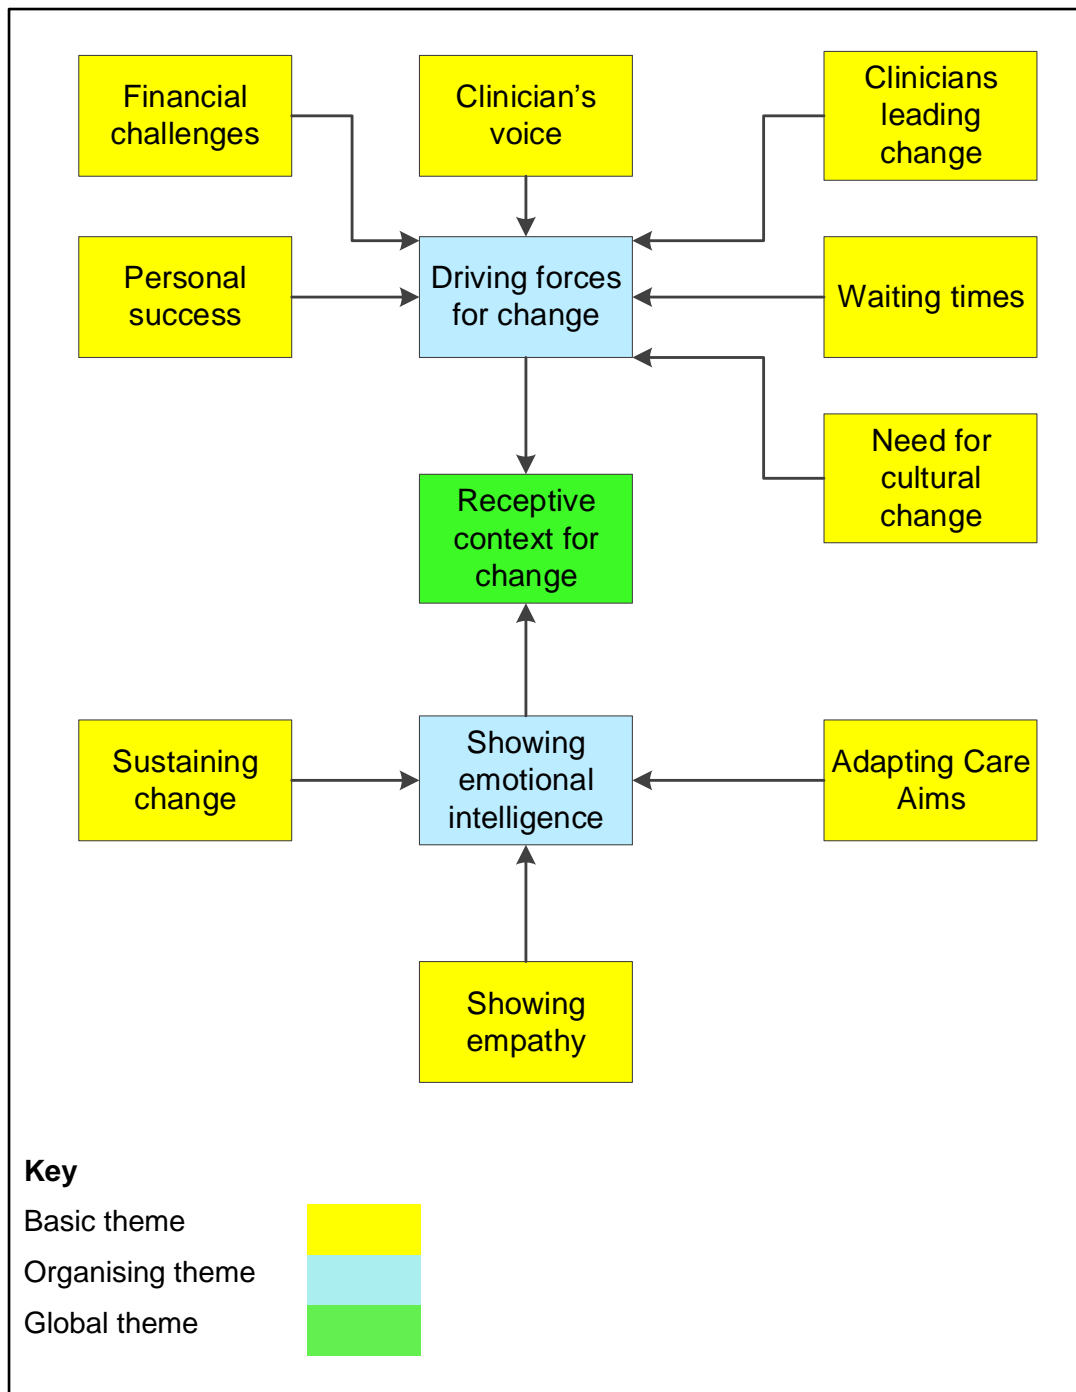 Financial
challenges
Clinician’s
voice
Clinicians
leading
change
Personal
success
Driving forces
for change
Waiting times
Need for
cultural
change
Receptive
context for
change
Sustaining
change
Showing
emotional
intelligence
Adapting Care
Aims
Showing
empathy
Key
Basic theme
Organising theme
Global theme